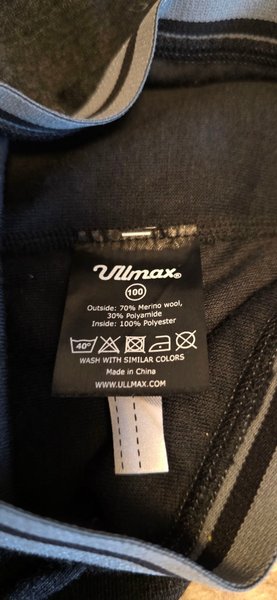 Ullmax®
100
Outside: 70% Merino wool,
30% Polyamide
Inside: 100% Polyester
40°
WASH WITH SIMILAR COLORS
Made in China
WWW.ULLMAX.COM